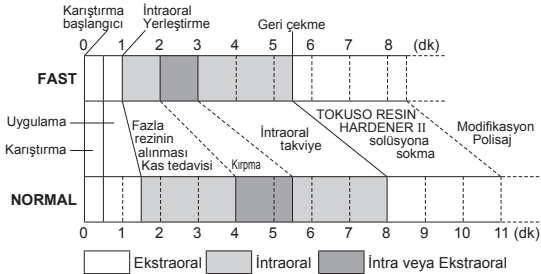 Karıştırma
başlangıcı
İntraoral
Yerleştirme
Geri çekme
0 1 2 3 4 5 6 7 8 (dk)
FAST
Uygulama
Karıştırma
Fazla
rezinin
alınması
Kas tedavisi
Kırpma
İntraoral
takviye
TOKUSO RESIN
HARDENER II
solüsyona
sokma
Modifikasyon
Polisaj
NORMAL
0 1 2 3 4 5 6 7 8 9 10 11 (dk)
Ekstraoral İntraoral İntra veya Ekstraoral